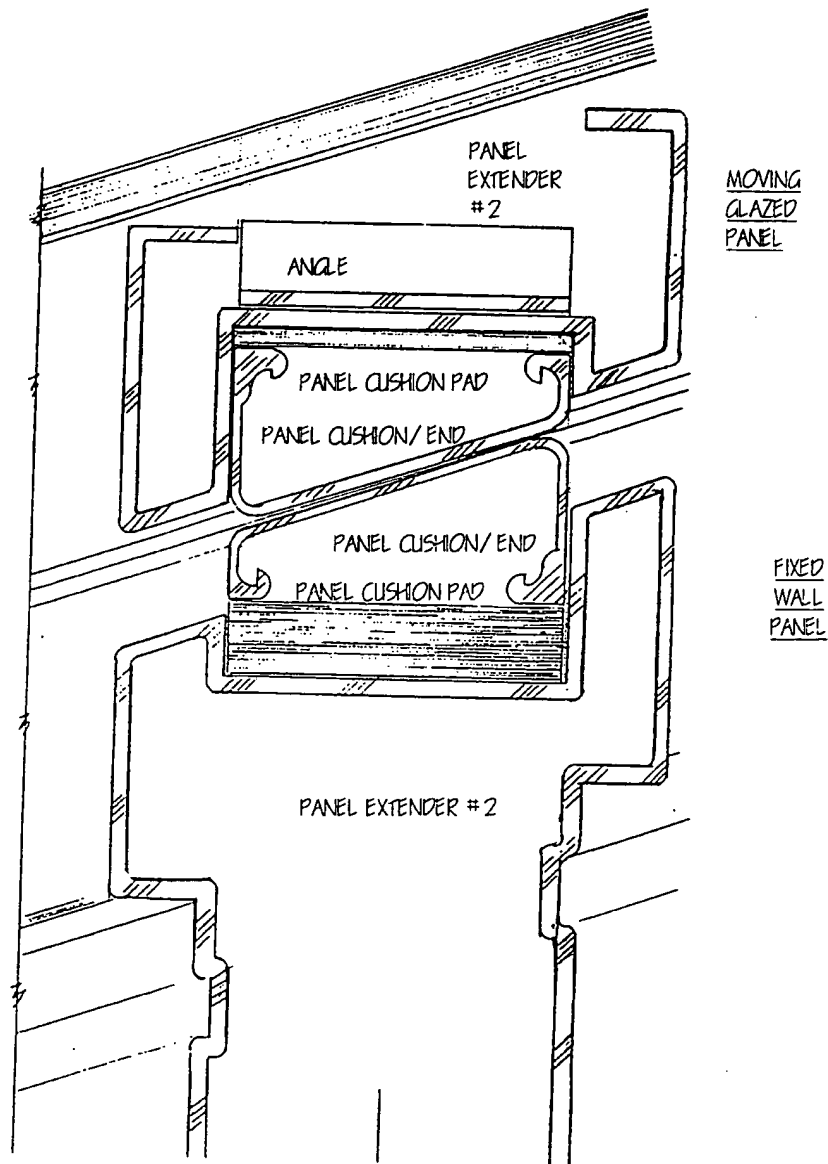 PANEL
EXTENDER
#2
MOVING
GLAZED
PANEL
ANGLE
PANEL CUSHION PAD
PANEL CUSHION/END
PANEL CUSHION/END
PANEL CUSHION PAD
FIXED
WALL
PANEL
PANEL EXTENDER #2